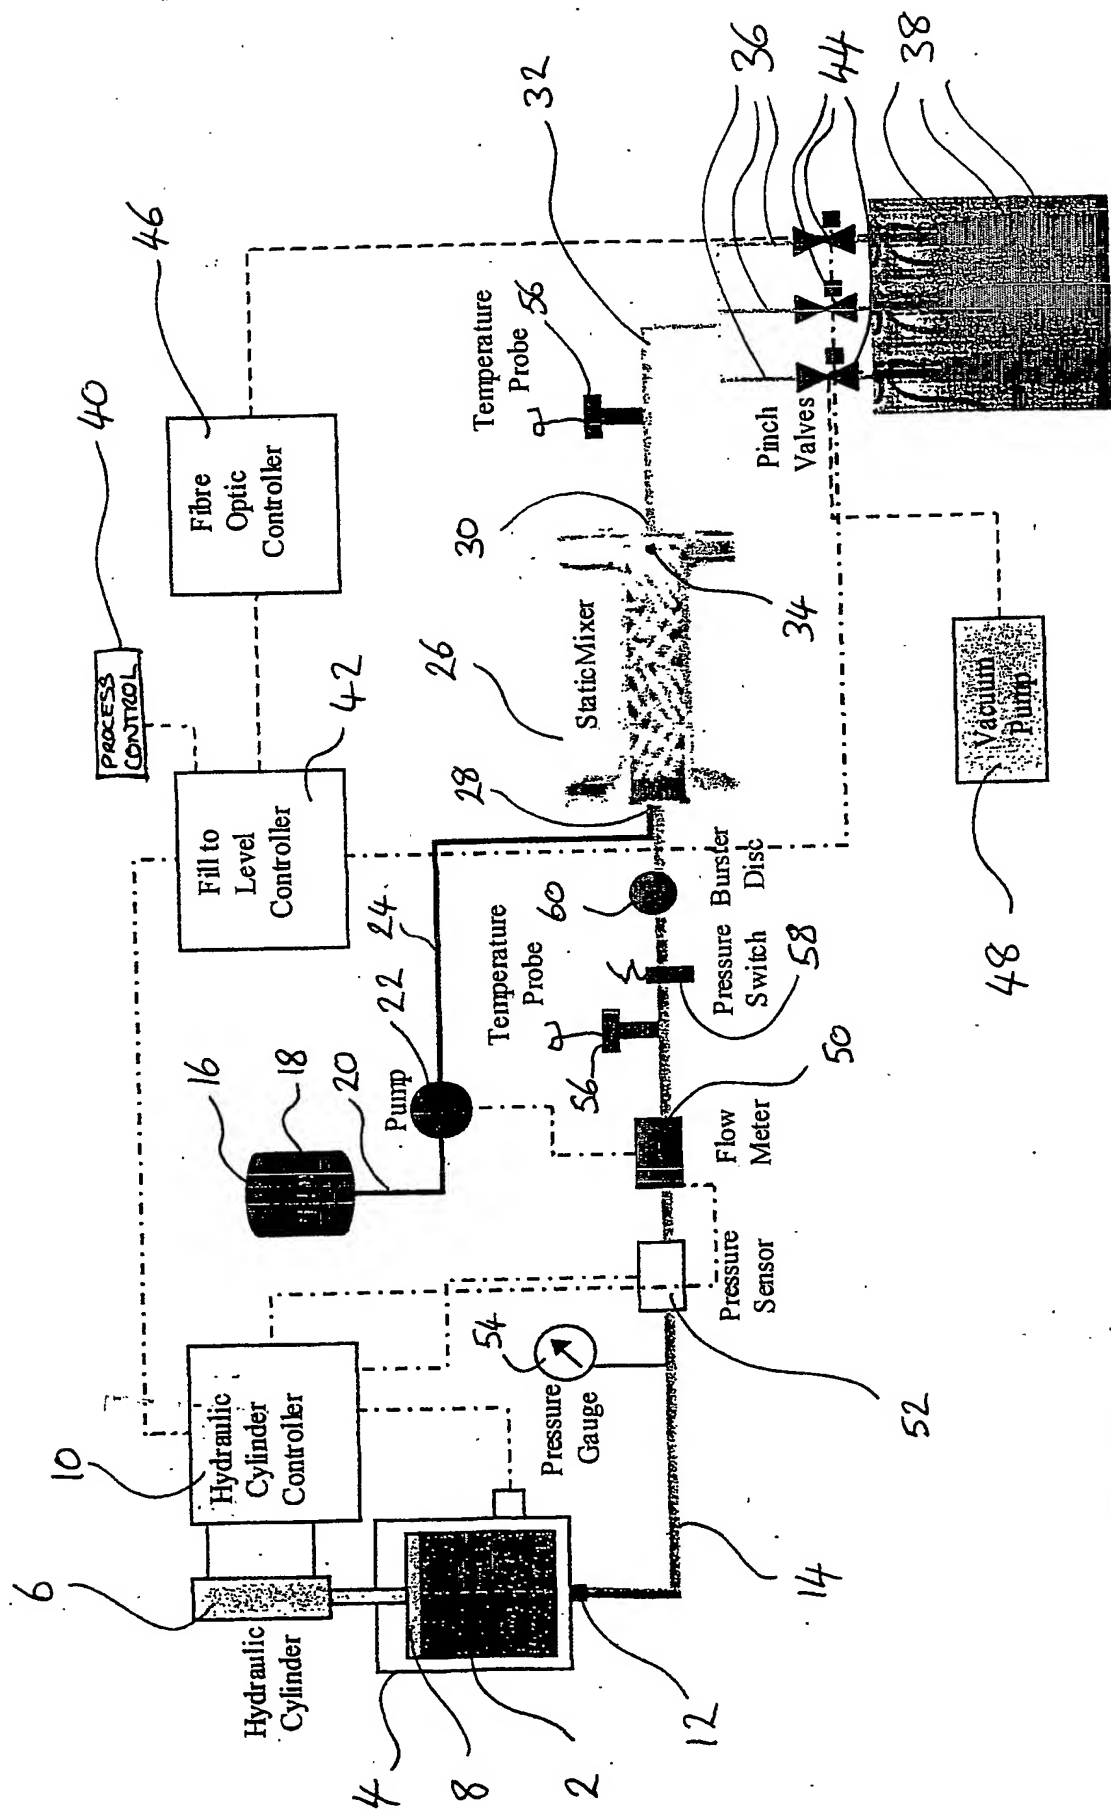 PROCESS
CONTROL
40
46
Fibre
Optic
Controller
42
Fill to
Level
Controller
10
Hydraulic
Cylinder
Controller
6
Hydraulic
Cylinder
4
8
2
12
14
16
18
20
22
Pump
24
54
Pressure
Gauge
52
Pressure
Sensor
50
Flow
Meter
Temperature
Probe
56
58
Pressure
Switch
60
Burster
Disc
28
26
Static Mixer
30
34
Temperature
Probe
56
32
36
44
38
Pinch
Valves
Vacuum
Pump
48